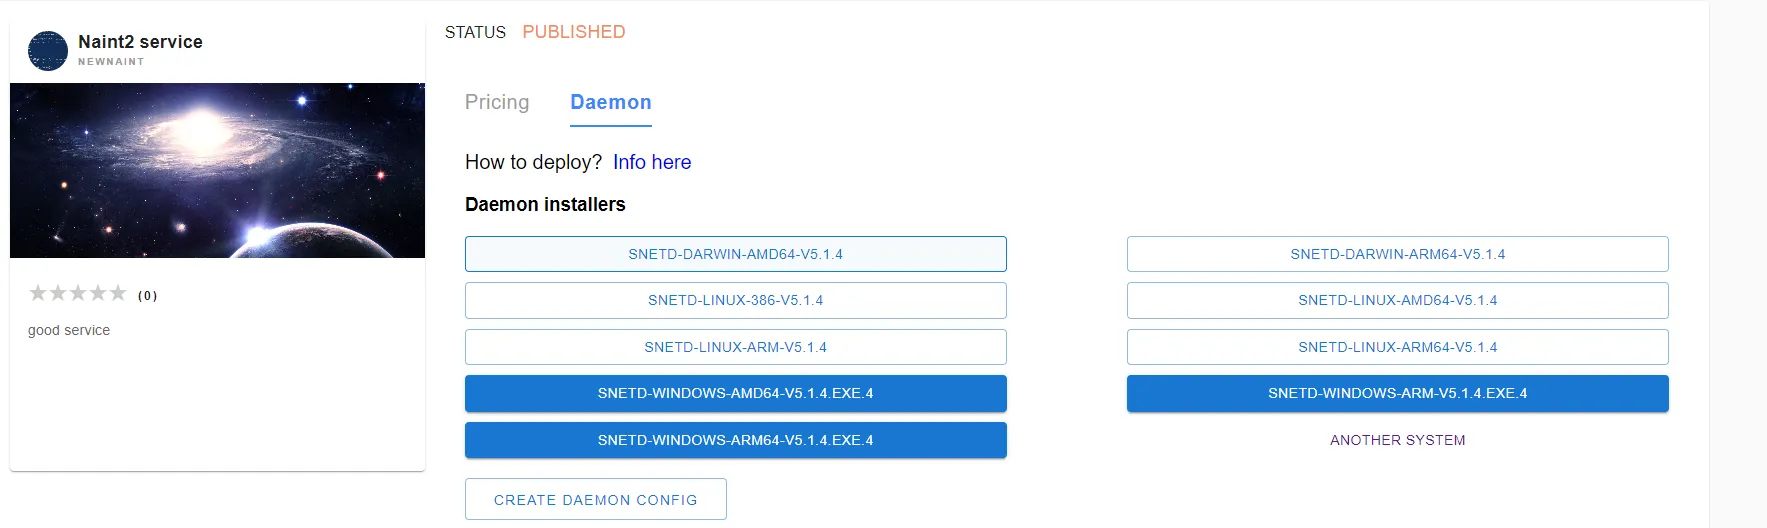 Naint2 service
NEWNAINT
STATUS PUBLISHED
Pricing Daemon
How to deploy? Info here
Daemon installers
SNETD-DARWIN-AMD64-V5.1.4 SNETD-DARWIN-ARM64-V5.1.4
SNETD-LINUX-386-V5.1.4 SNETD-LINUX-AMD64-V5.1.4
SNETD-LINUX-ARM-V5.1.4 SNETD-LINUX-ARM64-V5.1.4
SNETD-WINDOWS-AMD64-V5.1.4.EXE.4 SNETD-WINDOWS-ARM-V5.1.4.EXE.4
SNETD-WINDOWS-ARM64-V5.1.4.EXE.4 ANOTHER SYSTEM
CREATE DAEMON CONFIG
(0)
good service